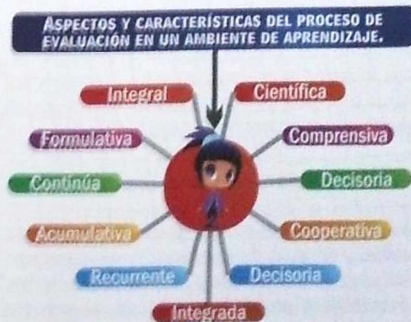 ASPECTOS Y CARACTERÍSTICAS DEL PROCESO DE
EVALUACIÓN EN UN AMBIENTE DE APRENDIZAJE.
Integral
Científica
Formulativa
Comprensiva
Continúa
Decisoria
Acumulativa
Cooperativa
Recurrente
Decisoria
Integrada